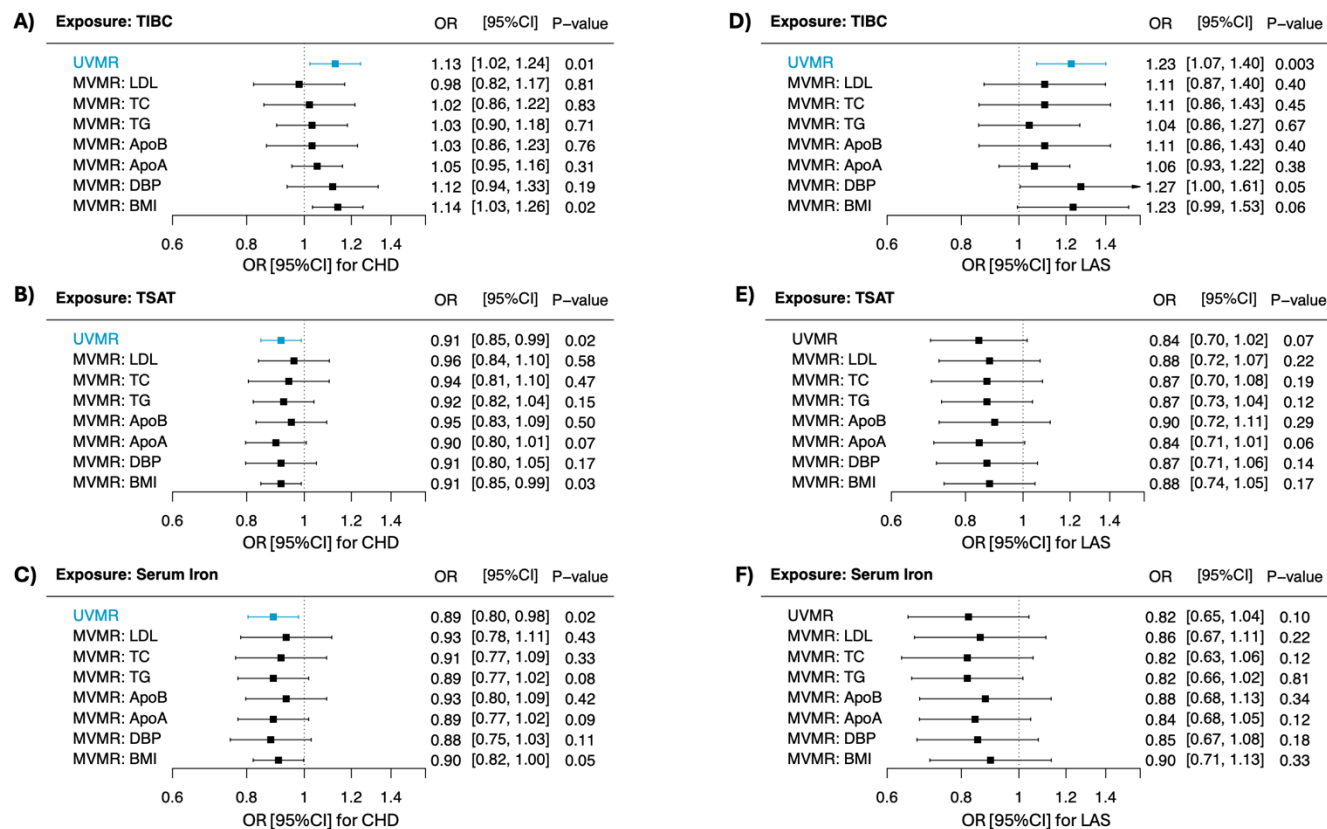 A) Exposure: TIBC OR [95%CI] P−value
UVMR 1.13 [1.02, 1.24] 0.01
MVMR: LDL 0.98 [0.82, 1.17] 0.81
MVMR: TC 1.02 [0.86, 1.22] 0.83
MVMR: TG 1.03 [0.90, 1.18] 0.71
MVMR: ApoB 1.03 [0.86, 1.23] 0.76
MVMR: ApoA 1.05 [0.95, 1.16] 0.31
MVMR: DBP 1.12 [0.94, 1.33] 0.19
MVMR: BMI 1.14 [1.03, 1.26] 0.02
0.6 0.8 1 1.2 1.4
OR [95%CI] for CHD
B) Exposure: TSAT OR [95%CI] P−value
UVMR 0.91 [0.85, 0.99] 0.02
MVMR: LDL 0.96 [0.84, 1.10] 0.58
MVMR: TC 0.94 [0.81, 1.10] 0.47
MVMR: TG 0.92 [0.82, 1.04] 0.15
MVMR: ApoB 0.95 [0.83, 1.09] 0.50
MVMR: ApoA 0.90 [0.80, 1.01] 0.07
MVMR: DBP 0.91 [0.80, 1.05] 0.17
MVMR: BMI 0.91 [0.85, 0.99] 0.03
0.6 0.8 1 1.2 1.4
OR [95%CI] for CHD
C) Exposure: Serum Iron OR [95%CI] P−value
UVMR 0.89 [0.80, 0.98] 0.02
MVMR: LDL 0.93 [0.78, 1.11] 0.43
MVMR: TC 0.91 [0.77, 1.09] 0.33
MVMR: TG 0.89 [0.77, 1.02] 0.08
MVMR: ApoB 0.93 [0.80, 1.09] 0.42
MVMR: ApoA 0.89 [0.77, 1.02] 0.09
MVMR: DBP 0.88 [0.75, 1.03] 0.11
MVMR: BMI 0.90 [0.82, 1.00] 0.05
0.6 0.8 1 1.2 1.4
OR [95%CI] for CHD
D) Exposure: TIBC OR [95%CI] P−value
UVMR 1.23 [1.07, 1.40] 0.003
MVMR: LDL 1.11 [0.87, 1.40] 0.40
MVMR: TC 1.11 [0.86, 1.43] 0.45
MVMR: TG 1.04 [0.86, 1.27] 0.67
MVMR: ApoB 1.11 [0.86, 1.43] 0.40
MVMR: ApoA 1.06 [0.93, 1.22] 0.38
MVMR: DBP 1.27 [1.00, 1.61] 0.05
MVMR: BMI 1.23 [0.99, 1.53] 0.06
0.6 0.8 1 1.2 1.4
OR [95%CI] for LAS
E) Exposure: TSAT OR [95%CI] P−value
UVMR 0.84 [0.70, 1.02] 0.07
MVMR: LDL 0.88 [0.72, 1.07] 0.22
MVMR: TC 0.87 [0.70, 1.08] 0.19
MVMR: TG 0.87 [0.73, 1.04] 0.12
MVMR: ApoB 0.90 [0.72, 1.11] 0.29
MVMR: ApoA 0.84 [0.71, 1.01] 0.06
MVMR: DBP 0.87 [0.71, 1.06] 0.14
MVMR: BMI 0.88 [0.74, 1.05] 0.17
0.6 0.8 1 1.2 1.4
OR [95%CI] for LAS
F) Exposure: Serum Iron OR [95%CI] P−value
UVMR 0.82 [0.65, 1.04] 0.10
MVMR: LDL 0.86 [0.67, 1.11] 0.22
MVMR: TC 0.82 [0.63, 1.06] 0.12
MVMR: TG 0.82 [0.66, 1.02] 0.81
MVMR: ApoB 0.88 [0.68, 1.13] 0.34
MVMR: ApoA 0.84 [0.68, 1.05] 0.12
MVMR: DBP 0.85 [0.67, 1.08] 0.18
MVMR: BMI 0.90 [0.71, 1.13] 0.33
0.6 0.8 1 1.2 1.4
OR [95%CI] for LAS